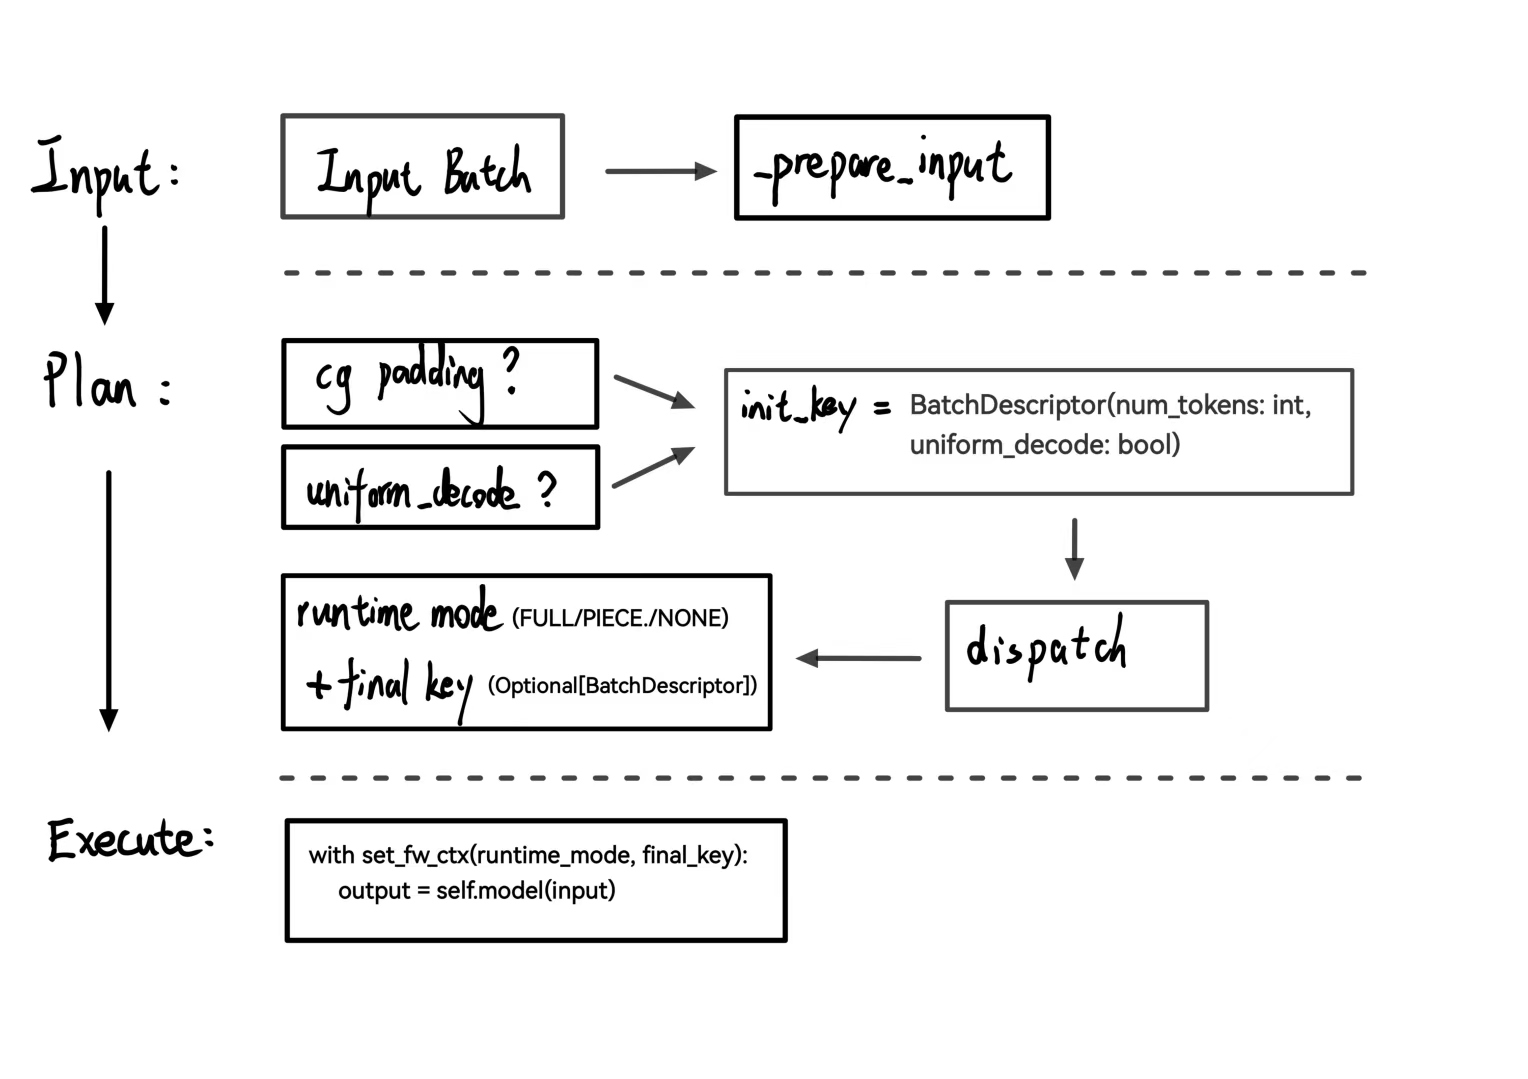 Input:
Input Batch
_prepare_input
Plan:
cg padding?
uniform_decode?
init_key = BatchDescriptor(num_tokens: int,
uniform_decode: bool)
dispatch
runtime mode (FULL/PIECE./NONE)
+ final key (Optional[BatchDescriptor])
Execute:
with set_fw_ctx(runtime_mode, final_key):
output = self.model(input)